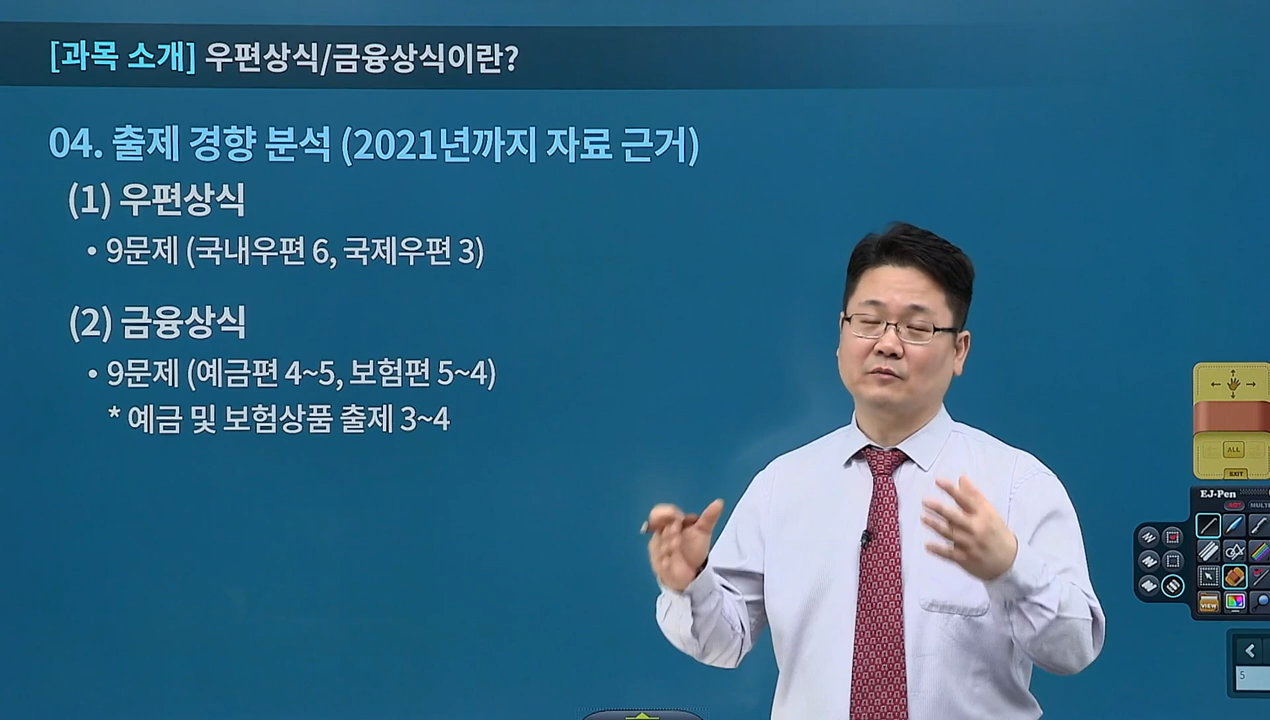 [과목 소개] 우편상식/금융상식이란?
04. 출제 경향 분석 (2021년까지 자료 근거)
(1) 우편상식
• 9문제 (국내우편 6, 국제우편 3)
(2) 금융상식
• 9문제 (예금편 4~5, 보험편 5~4)
* 예금 및 보험상품 출제 3~4
ALL
EXIT
EJ-Pen
VIEW
5